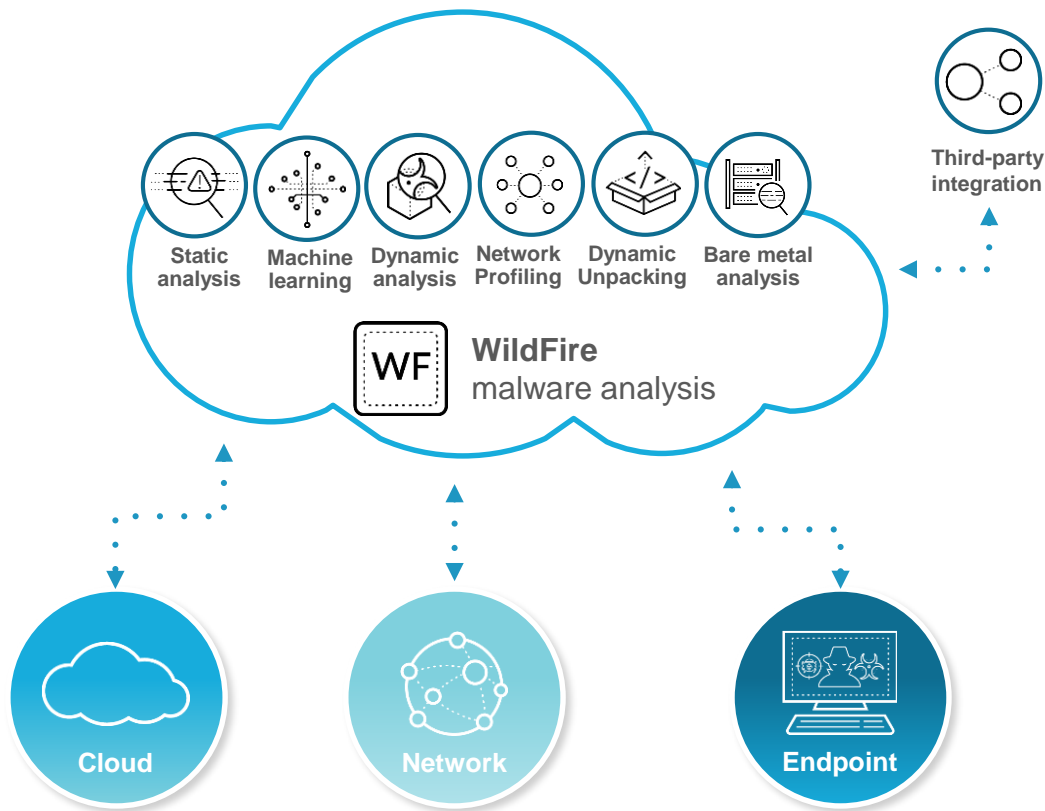 Third-party
integration
Static
analysis
Machine
learning
Dynamic
analysis
Network
Profiling
Dynamic
Unpacking
Bare metal
analysis
WF
WildFire
malware analysis
Cloud
Network
Endpoint